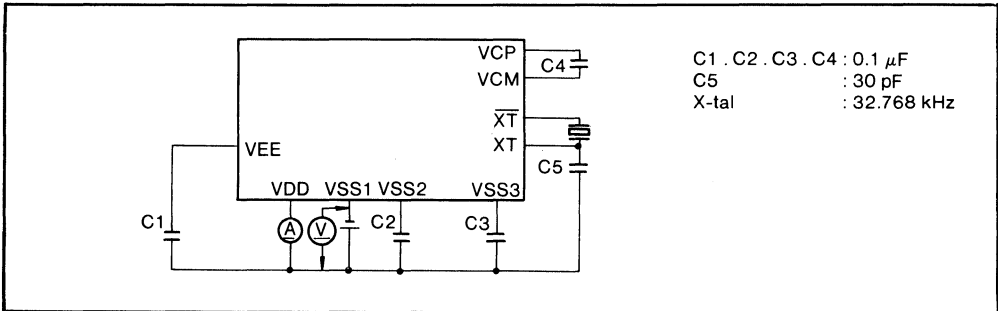 VCP
C4
VCM
C1 . C2 . C3 . C4 : 0.1 μF
C5 : 30 pF
X-tal : 32.768 kHz
X̅T̅
XT
VEE
C5
VDD VSS1 VSS2 VSS3
C1
A
V
C2
C3